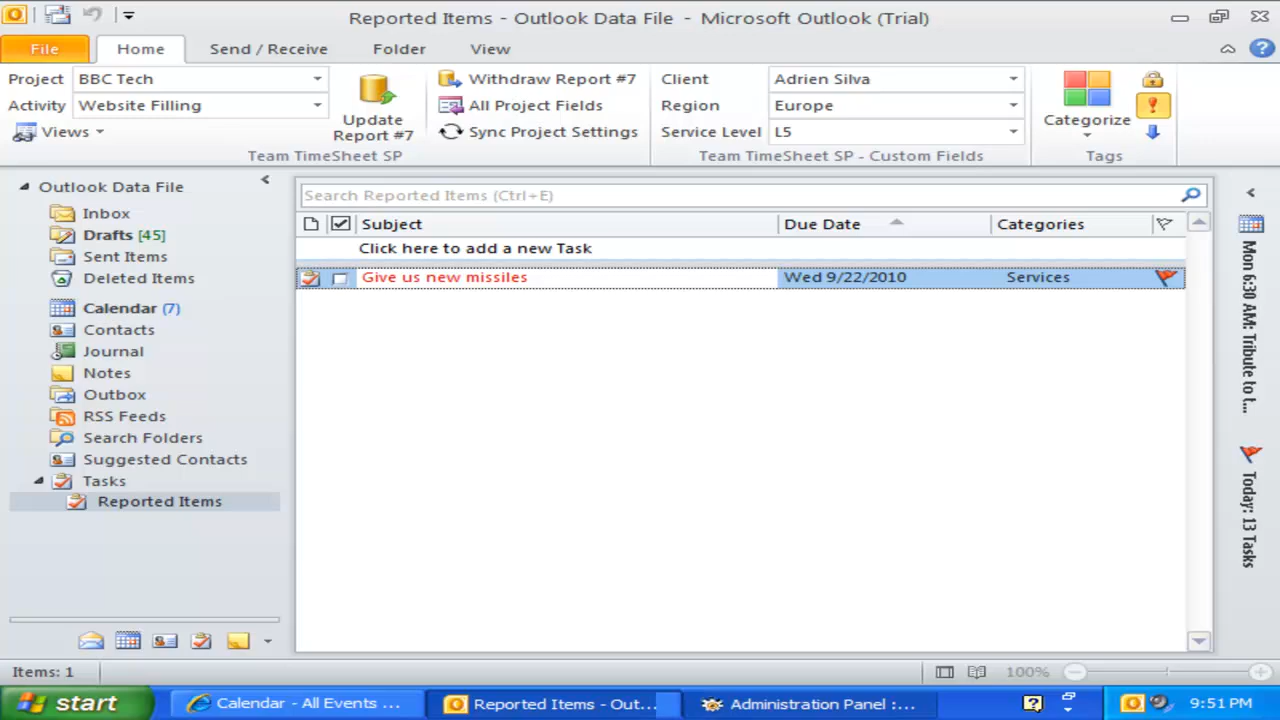 Reported Items - Outlook Data File - Microsoft Outlook (Trial)
File Home Send / Receive Folder View
Project BBC Tech
Activity Website Filling
Views
Update Report #7
Withdraw Report #7
All Project Fields
Sync Project Settings
Team TimeSheet SP
Client Adrien Silva
Region Europe
Service Level L5
Team TimeSheet SP - Custom Fields
Categorize
Tags
Outlook Data File
Inbox
Drafts [45]
Sent Items
Deleted Items
Calendar (7)
Contacts
Journal
Notes
Outbox
RSS Feeds
Search Folders
Suggested Contacts
Tasks
Reported Items
Search Reported Items (Ctrl+E)
Subject Due Date Categories
Click here to add a new Task
Give us new missiles Wed 9/22/2010 Services
Mon 6:30 AM: Tribute to t...
Today: 13 Tasks
Items: 1
100%
start Calendar - All Events ... Reported Items - Out... Administration Panel :... 9:51 PM